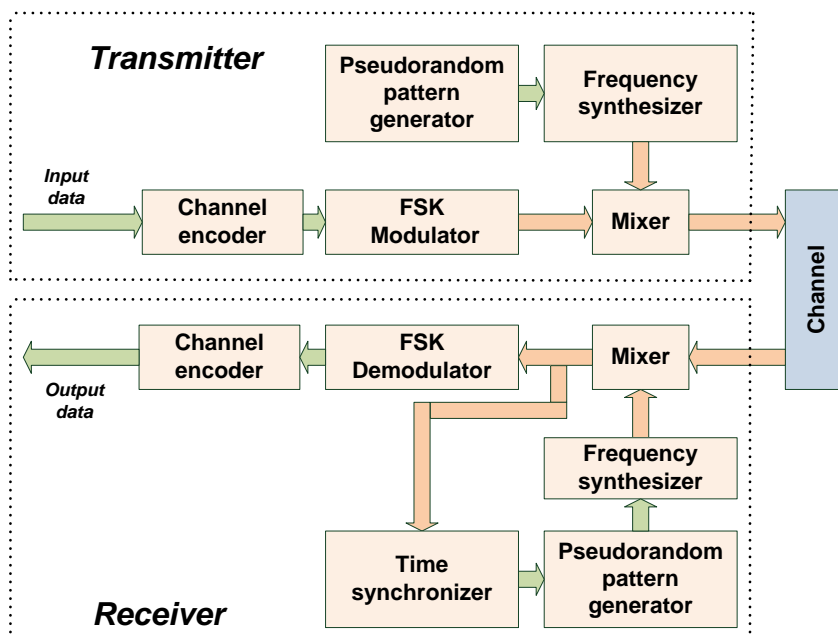 Transmitter
Pseudorandom
pattern
generator
Frequency
synthesizer
Input
data
Channel
encoder
FSK
Modulator
Mixer
Channel
Channel
encoder
FSK
Demodulator
Mixer
Output
data
Frequency
synthesizer
Time
synchronizer
Pseudorandom
pattern
generator
Receiver